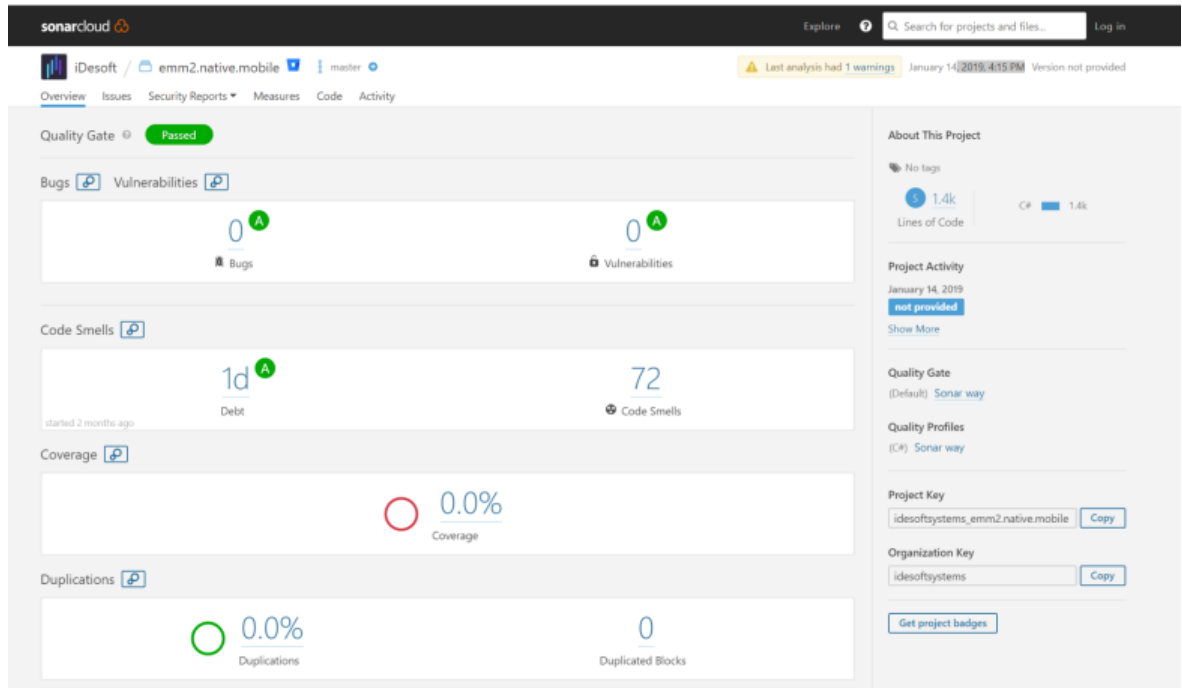 sonarcloud
Explore
Search for projects and files...
Log in
iDesoft / emm2.native.mobile
master
Last analysis had 1 warnings
January 14, 2019, 4:15 PM
Version not provided
Overview
Issues
Security Reports
Measures
Code
Activity
Quality Gate
Passed
Bugs
Vulnerabilities
0 A
Bugs
0 A
Vulnerabilities
Code Smells
1d A
Debt
72
Code Smells
started 2 months ago
Coverage
0.0%
Coverage
Duplications
0.0%
Duplications
0
Duplicated Blocks
About This Project
No tags
S 1.4k
Lines of Code
C# 1.4k
Project Activity
January 14, 2019
not provided
Show More
Quality Gate
(Default) Sonar way
Quality Profiles
(C#) Sonar way
Project Key
idesoftsystems_emm2.native.mobile
Copy
Organization Key
idesoftsystems
Copy
Get project badges